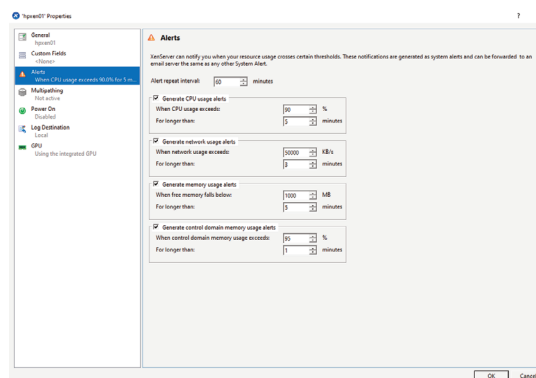 'hpxen01' Properties
?
General
hpxen01
Custom Fields
<None>
Alerts
When CPU usage exceeds 90.0% for 5 m...
Multipathing
Not active
Power On
Disabled
Log Destination
Local
GPU
Using the integrated GPU
Alerts
XenServer can notify you when your resource usage crosses certain thresholds. These notifications are generated as system alerts and can be forwarded to an
email server the same as any other System Alert.
Alert repeat interval: 60 minutes
Generate CPU usage alerts
When CPU usage exceeds: 90 %
For longer than: 5 minutes
Generate network usage alerts
When network usage exceeds: 50000 KB/s
For longer than: 3 minutes
Generate memory usage alerts
When free memory falls below: 1000 MB
For longer than: 5 minutes
Generate control domain memory usage alerts
When control domain memory usage exceeds: 95 %
For longer than: 1 minutes
OK Cancel